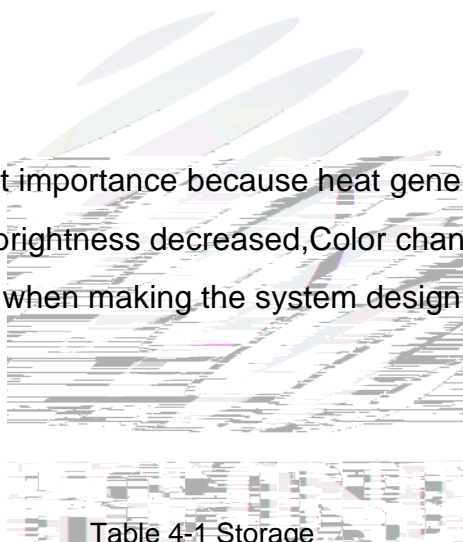 t importance because heat gene
brightness decreased,Color chan
when making the system design
Table 4-1 Storage